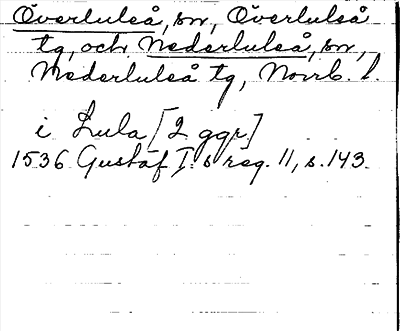 Överluleå, sn, Överluleå
tg, och Nederluleå, sn,
Nederluleå tg, Norrb. l.
i Lula [2 ggr]
1536 Gustaf I:s reg. 11, s. 143.